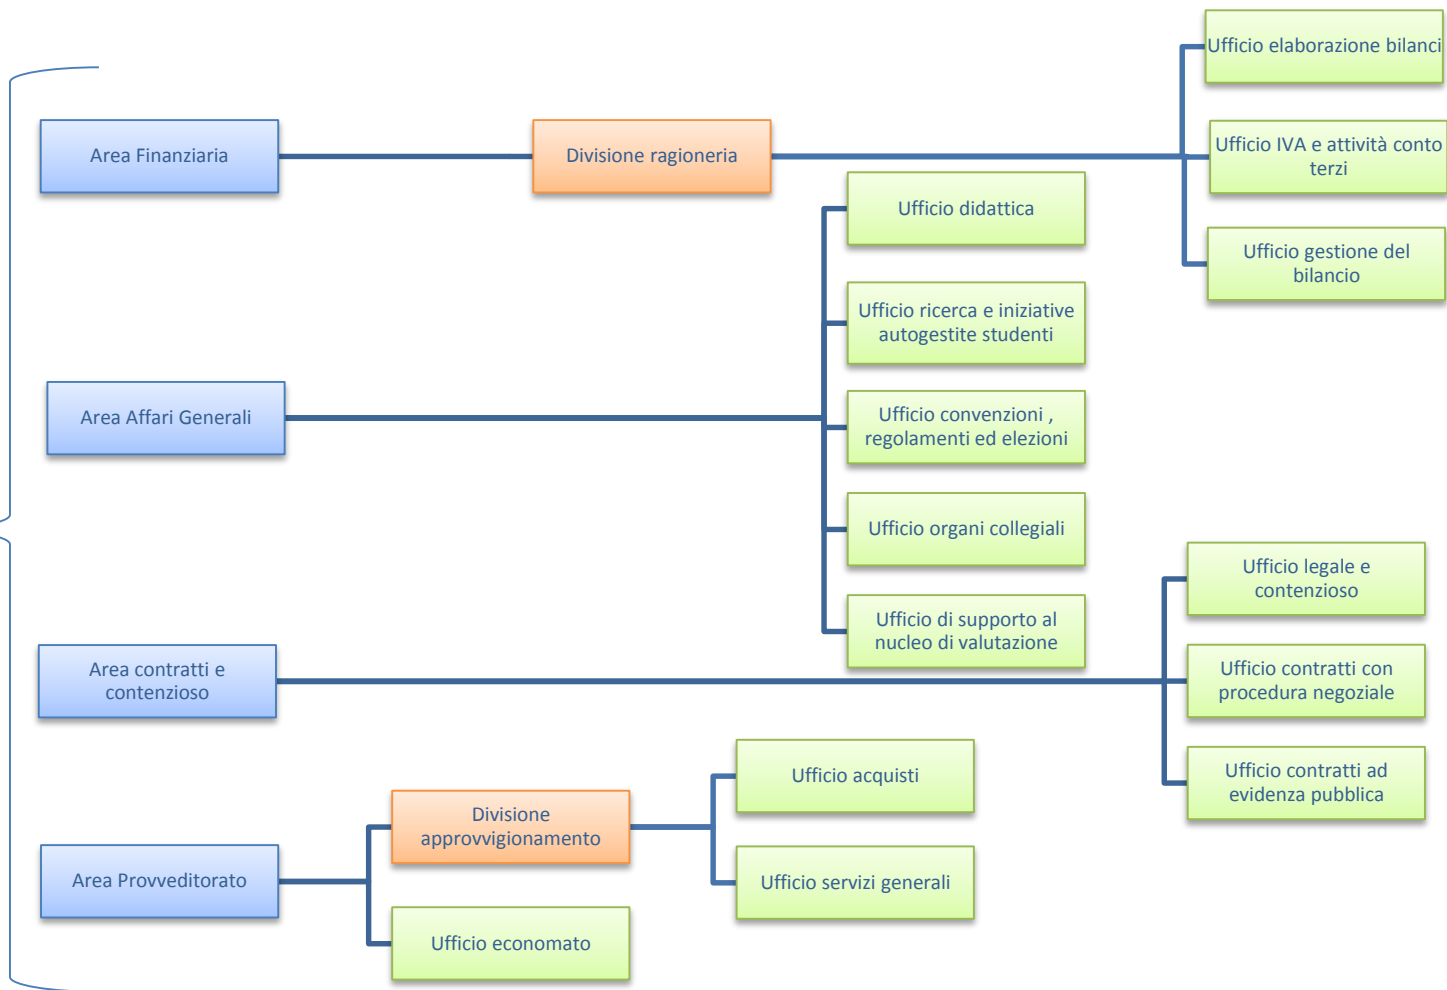 Ufficio elaborazione bilanci
Area Finanziaria
Divisione ragioneria
Ufficio IVA e attività conto
terzi
Ufficio gestione del
bilancio
Ufficio didattica
Ufficio ricerca e iniziative
autogestite studenti
Area Affari Generali
Ufficio convenzioni ,
regolamenti ed elezioni
Ufficio organi collegiali
Ufficio di supporto al
nucleo di valutazione
Area contratti e
contenzioso
Ufficio legale e
contenzioso
Ufficio contratti con
procedura negoziale
Ufficio contratti ad
evidenza pubblica
Area Provveditorato
Divisione
approvvigionamento
Ufficio acquisti
Ufficio servizi generali
Ufficio economato